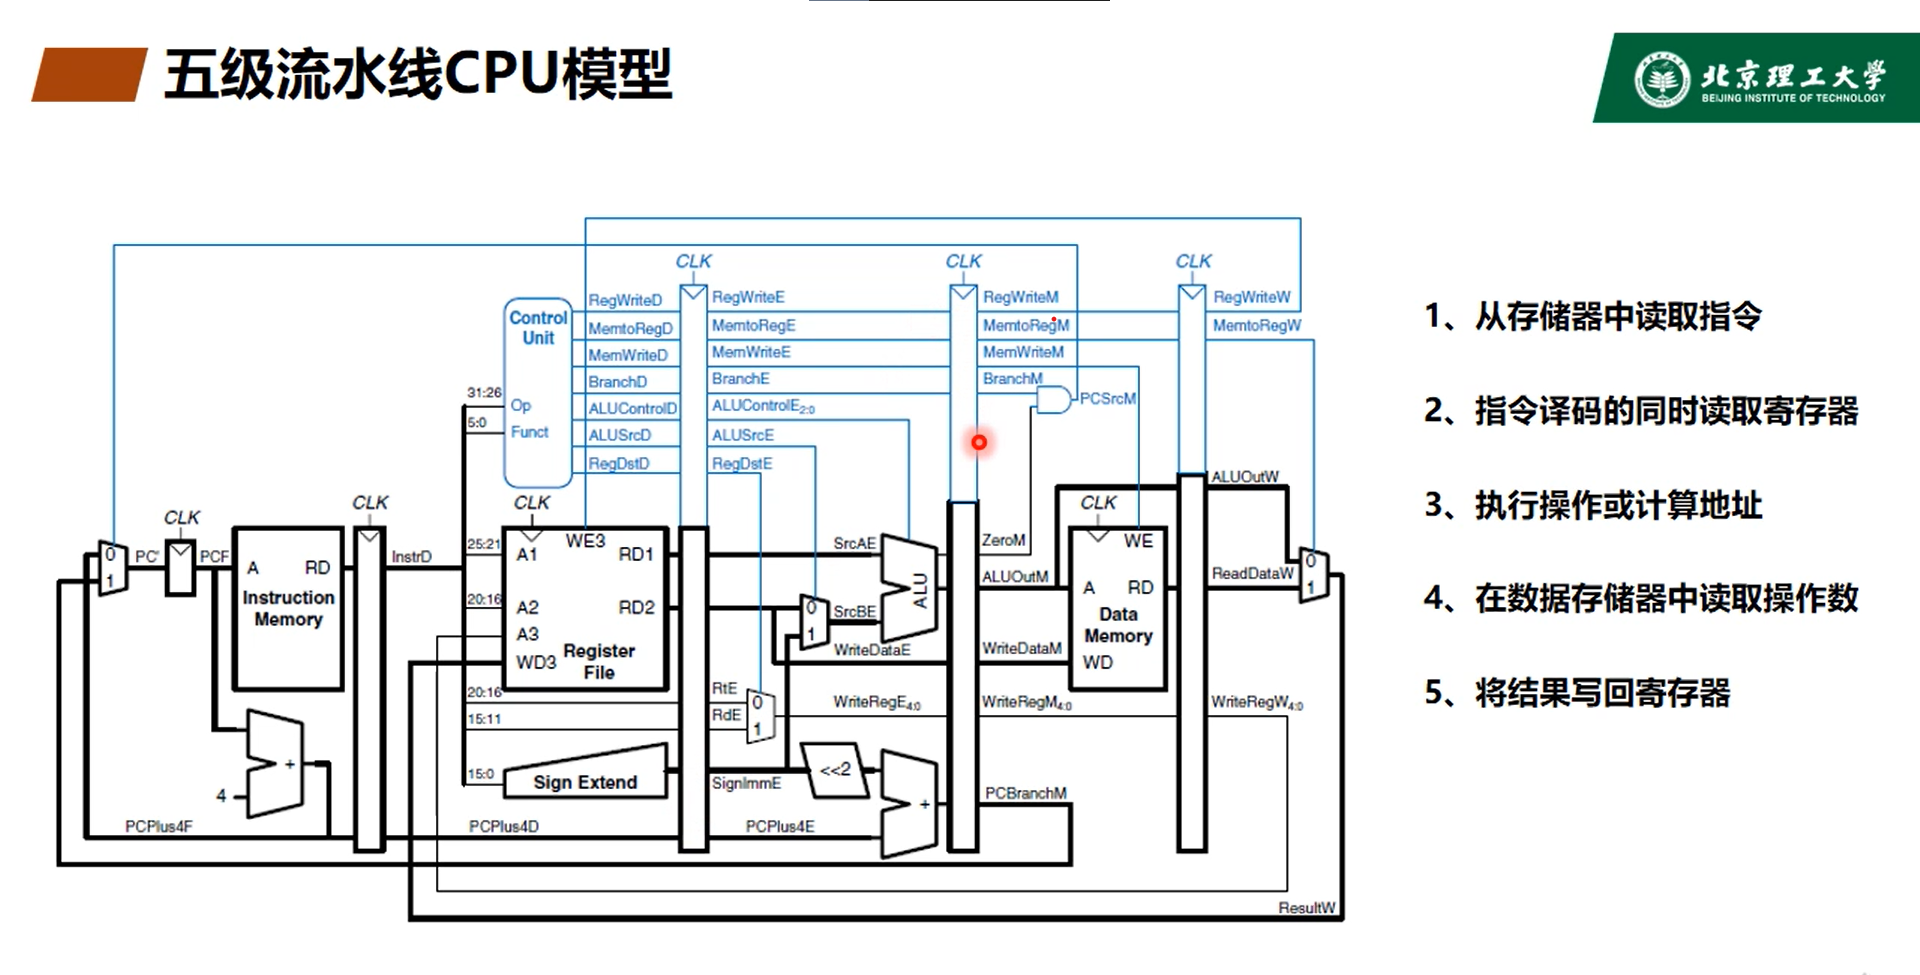 五级流水线CPU模型
北京理工大学
BEIJING INSTITUTE OF TECHNOLOGY
1、从存储器中读取指令
2、指令译码的同时读取寄存器
3、执行操作或计算地址
4、在数据存储器中读取操作数
5、将结果写回寄存器
CLK
CLK
CLK
Control Unit
Op
Funct
31:26
5:0
RegWriteD
RegWriteE
RegWriteM
RegWriteW
MemtoRegD
MemtoRegE
MemtoRegM
MemtoRegW
MemWriteD
MemWriteE
MemWriteM
BranchD
BranchE
BranchM
PCSrcM
ALUControlD
ALUControlE2:0
ALUSrcD
ALUSrcE
RegDstD
RegDstE
CLK
CLK
CLK
CLK
0
1
PC'
PCF
A
RD
Instruction Memory
InstrD
25:21
20:16
A1
A2
A3
WD3
WE3
RD1
RD2
Register File
SrcAE
0
1
SrcBE
ALU
ZeroM
ALUOutM
WriteDataE
WriteDataM
A
RD
WE
Data Memory
WD
ALUOutW
ReadDataW
0
1
20:16
15:11
RtE
RdE
0
1
WriteRegE4:0
WriteRegM4:0
WriteRegW4:0
15:0
Sign Extend
SignImmE
<<2
+
PCBranchM
4
+
PCPlus4F
PCPlus4D
PCPlus4E
ResultW